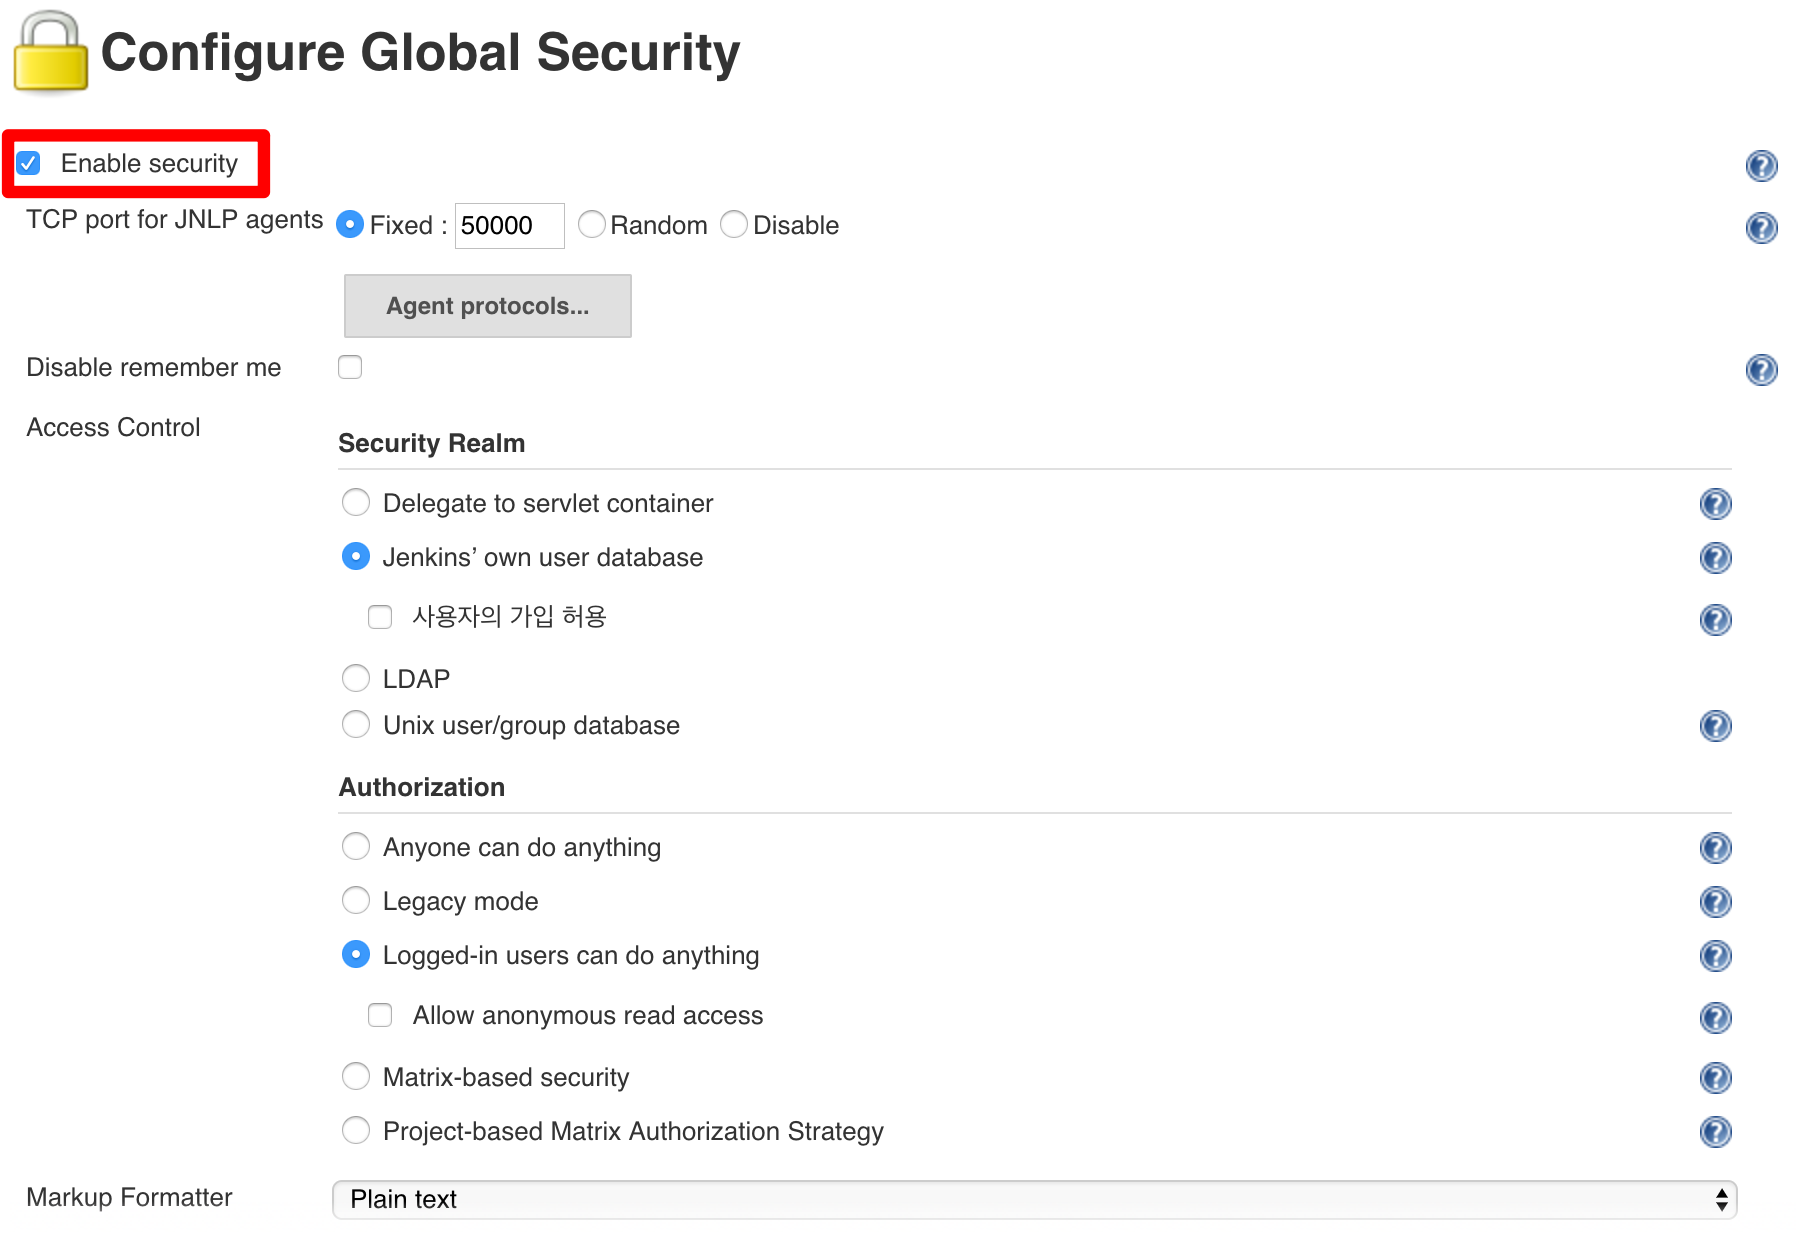 Configure Global Security
Enable security
TCP port for JNLP agents Fixed : 50000 Random Disable
Agent protocols...
Disable remember me
Access Control
Security Realm
Delegate to servlet container
Jenkins’ own user database
사용자의 가입 허용
LDAP
Unix user/group database
Authorization
Anyone can do anything
Legacy mode
Logged-in users can do anything
Allow anonymous read access
Matrix-based security
Project-based Matrix Authorization Strategy
Markup Formatter Plain text